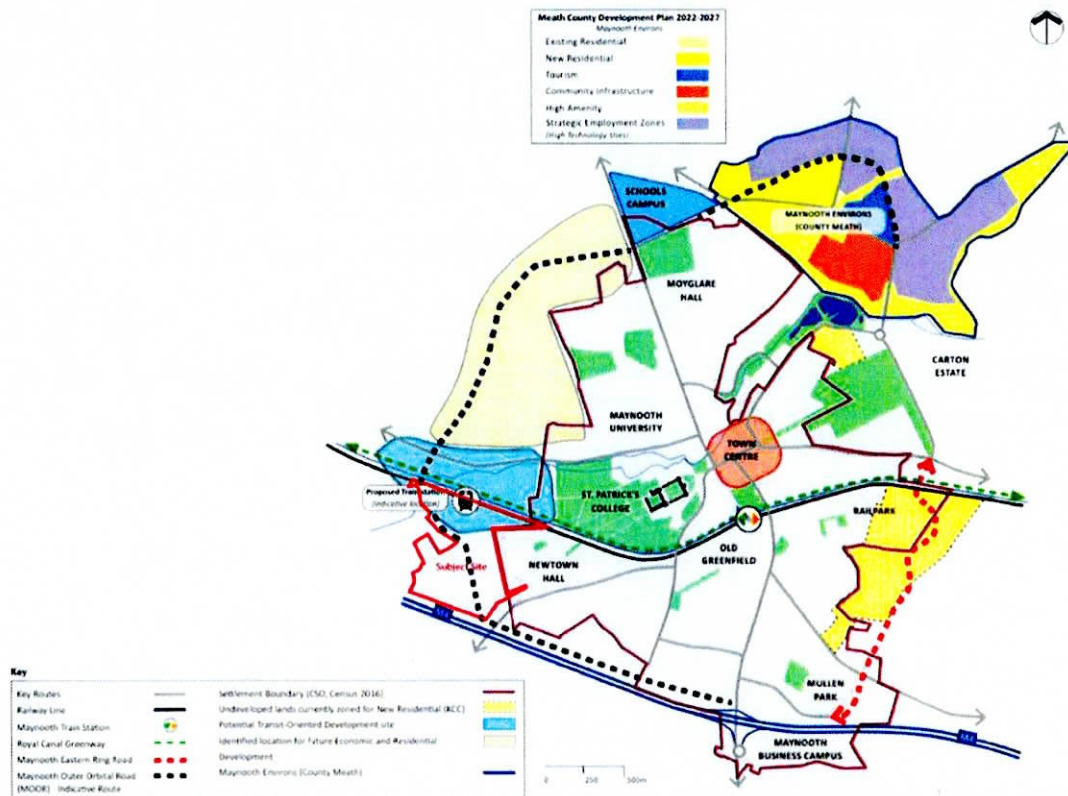 Meath County Development Plan 2022-2027
Maynooth Environs
Existing Residential
New Residential
Tourism
Community Infrastructure
High Amenity
Strategic Employment Zones
(High Technology Uses)
SCHOOLS
CAMPUS
MAYNOOTH ENVIRONS
(COUNTY MEATH)
MOYGLARE
HALL
CARTON
ESTATE
MAYNOOTH
UNIVERSITY
TOWN
CENTRE
Proposed Train Station
(indicative location)
ST. PATRICK'S
COLLEGE
RAILPARK
OLD
GREENFIELD
NEWTOWN
HALL
Subject Site
MULLEN
PARK
MAYNOOTH
BUSINESS CAMPUS
Key
Key Routes
Railway Line
Maynooth Train Station
Royal Canal Greenway
Maynooth Eastern Ring Road
Maynooth Outer Orbital Road
(MOOR) Indicative Route
Settlement Boundary (CSO, Census 2016)
Undeveloped lands currently zoned for New Residential (KCC)
Potential Transit-Oriented Development site
Identified location for future Economic and Residential
Development
Maynooth Environs (County Meath)
0 250 500m